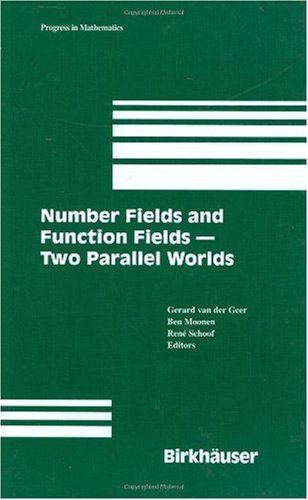 Progress in Mathematics
Number Fields and
Function Fields —
Two Parallel Worlds
Gerard van der Geer
Ben Moonen
René Schoof
Editors
Birkhäuser